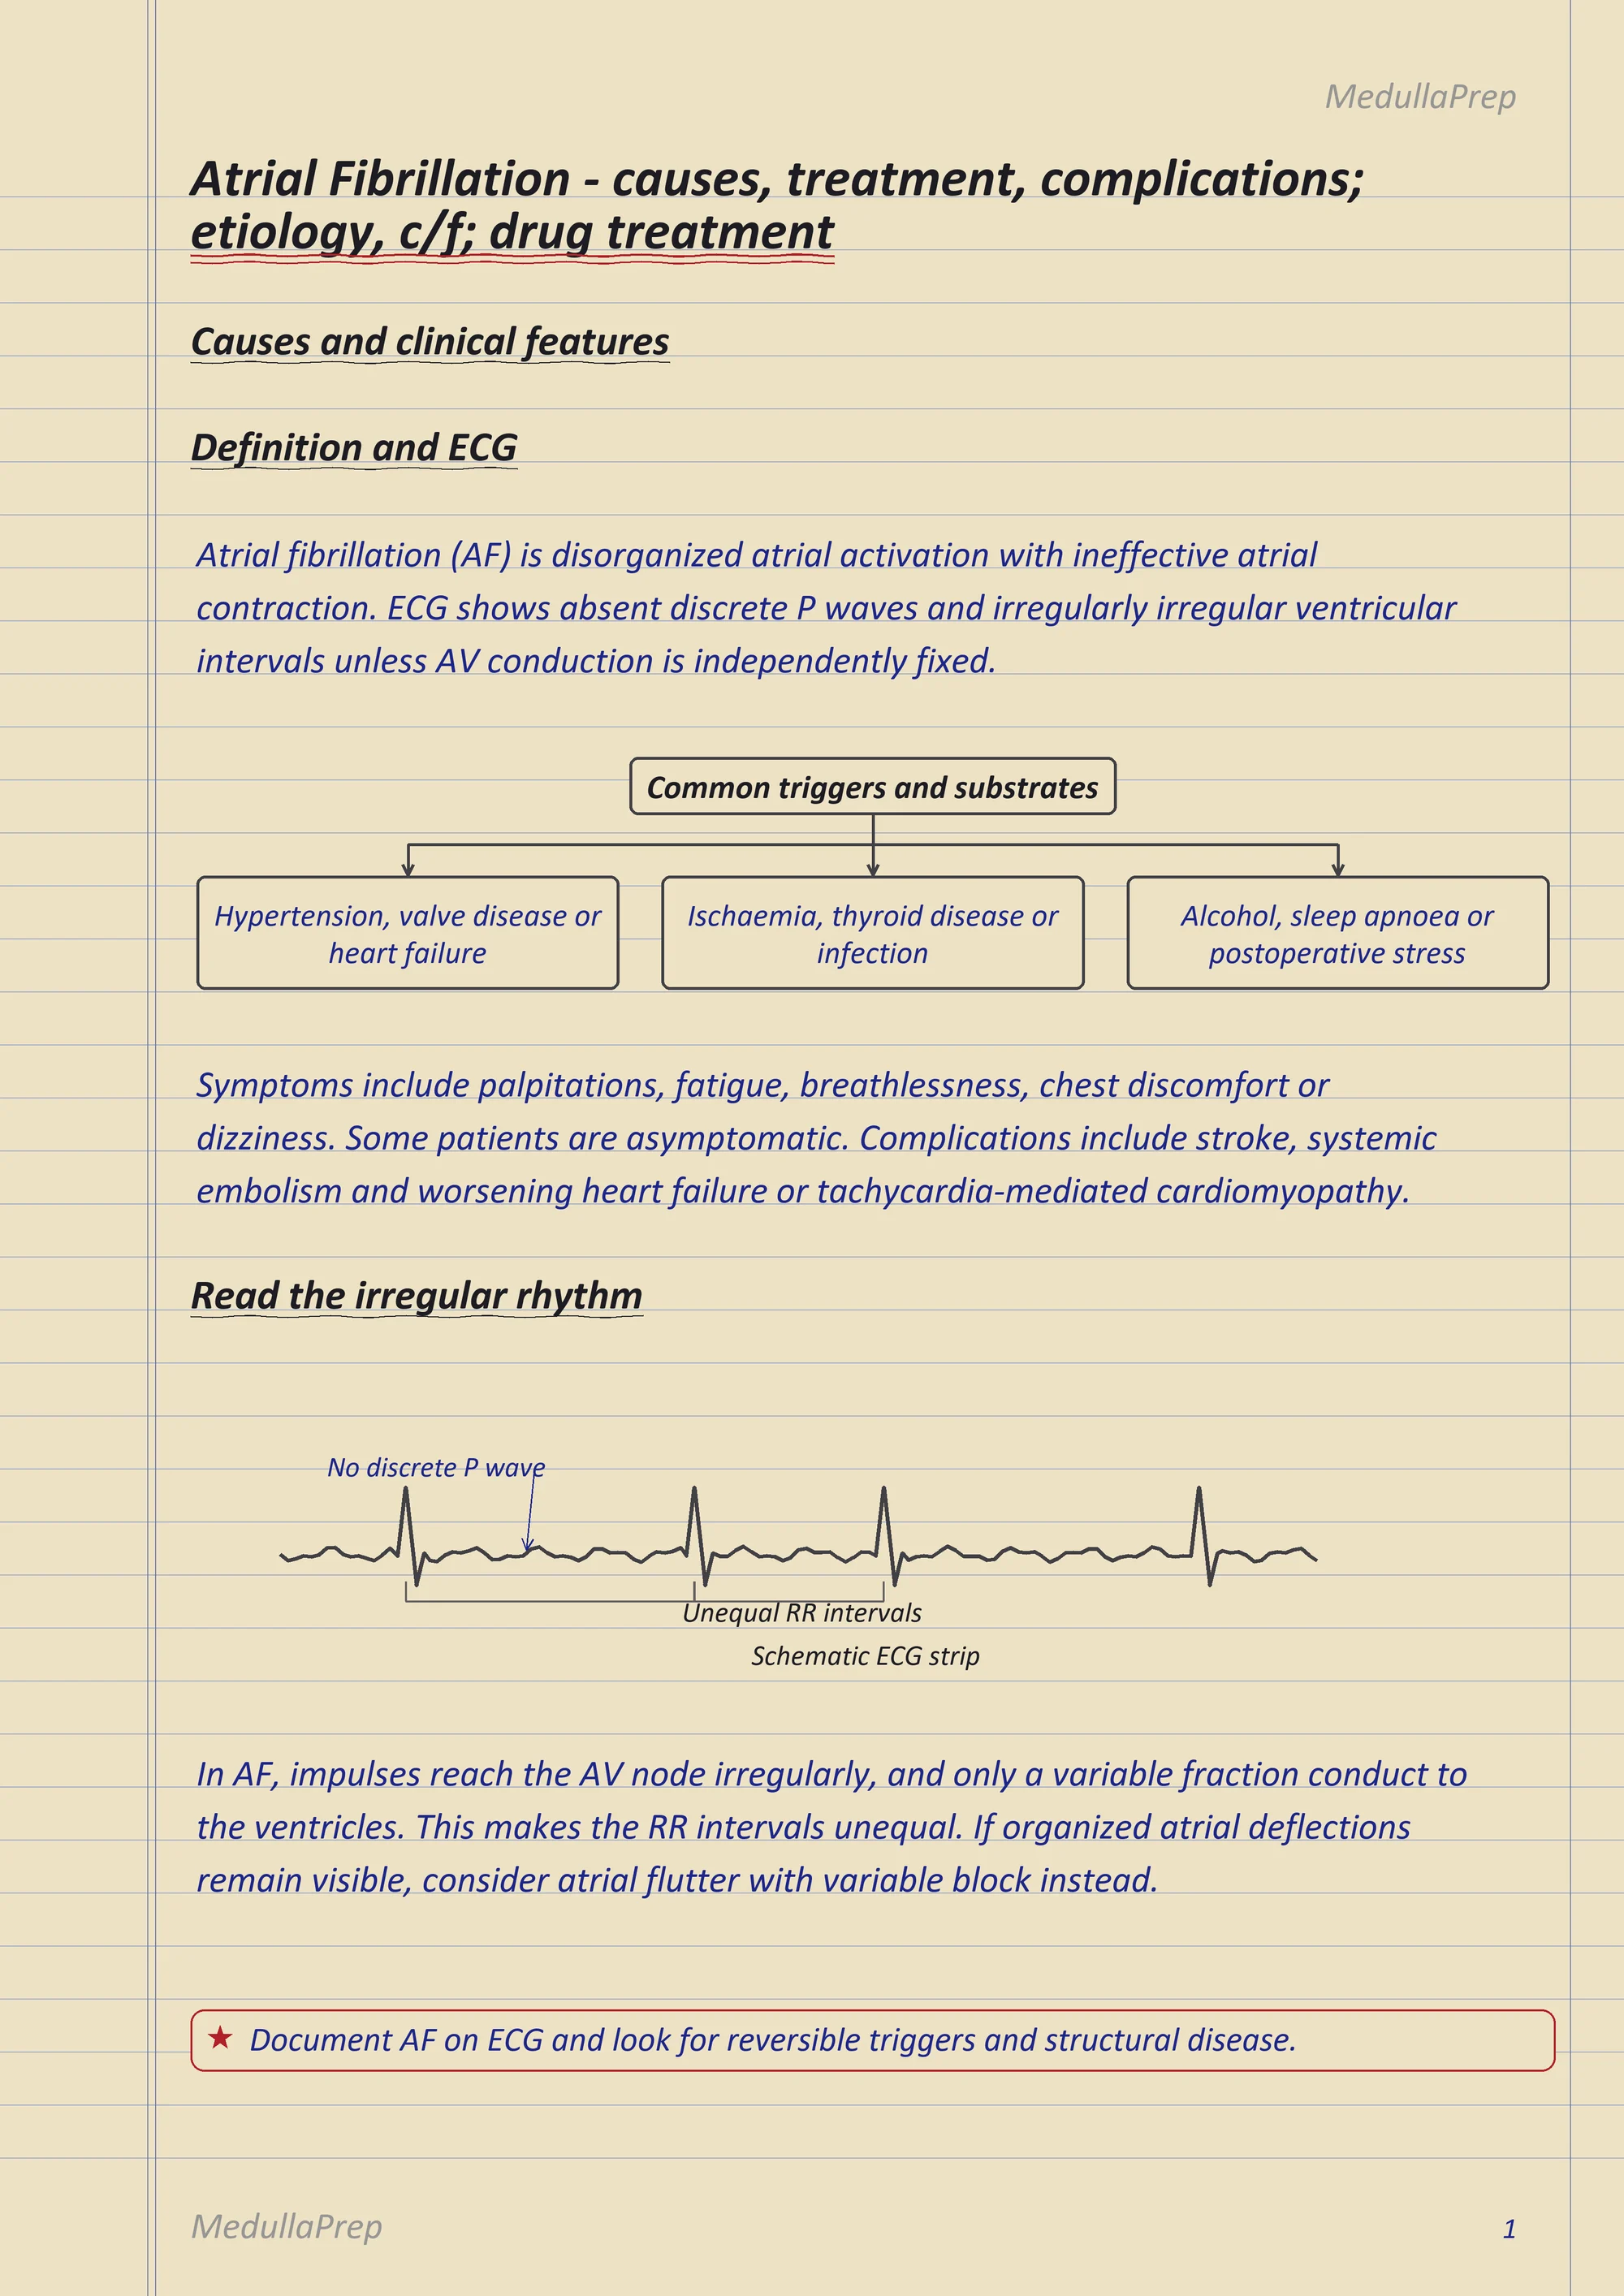 MedullaPrep
Atrial Fibrillation - causes, treatment, complications;
etiology, c/f; drug treatment
Causes and clinical features
Definition and ECG
Atrial fibrillation (AF) is disorganized atrial activation with ineffective atrial
contraction. ECG shows absent discrete P waves and irregularly irregular ventricular
intervals unless AV conduction is independently fixed.
Common triggers and substrates
Hypertension, valve disease or
heart failure
Ischaemia, thyroid disease or
infection
Alcohol, sleep apnoea or
postoperative stress
Symptoms include palpitations, fatigue, breathlessness, chest discomfort or
dizziness. Some patients are asymptomatic. Complications include stroke, systemic
embolism and worsening heart failure or tachycardia-mediated cardiomyopathy.
Read the irregular rhythm
No discrete P wave
Unequal RR intervals
Schematic ECG strip
In AF, impulses reach the AV node irregularly, and only a variable fraction conduct to
the ventricles. This makes the RR intervals unequal. If organized atrial deflections
remain visible, consider atrial flutter with variable block instead.
★ Document AF on ECG and look for reversible triggers and structural disease.
MedullaPrep
1